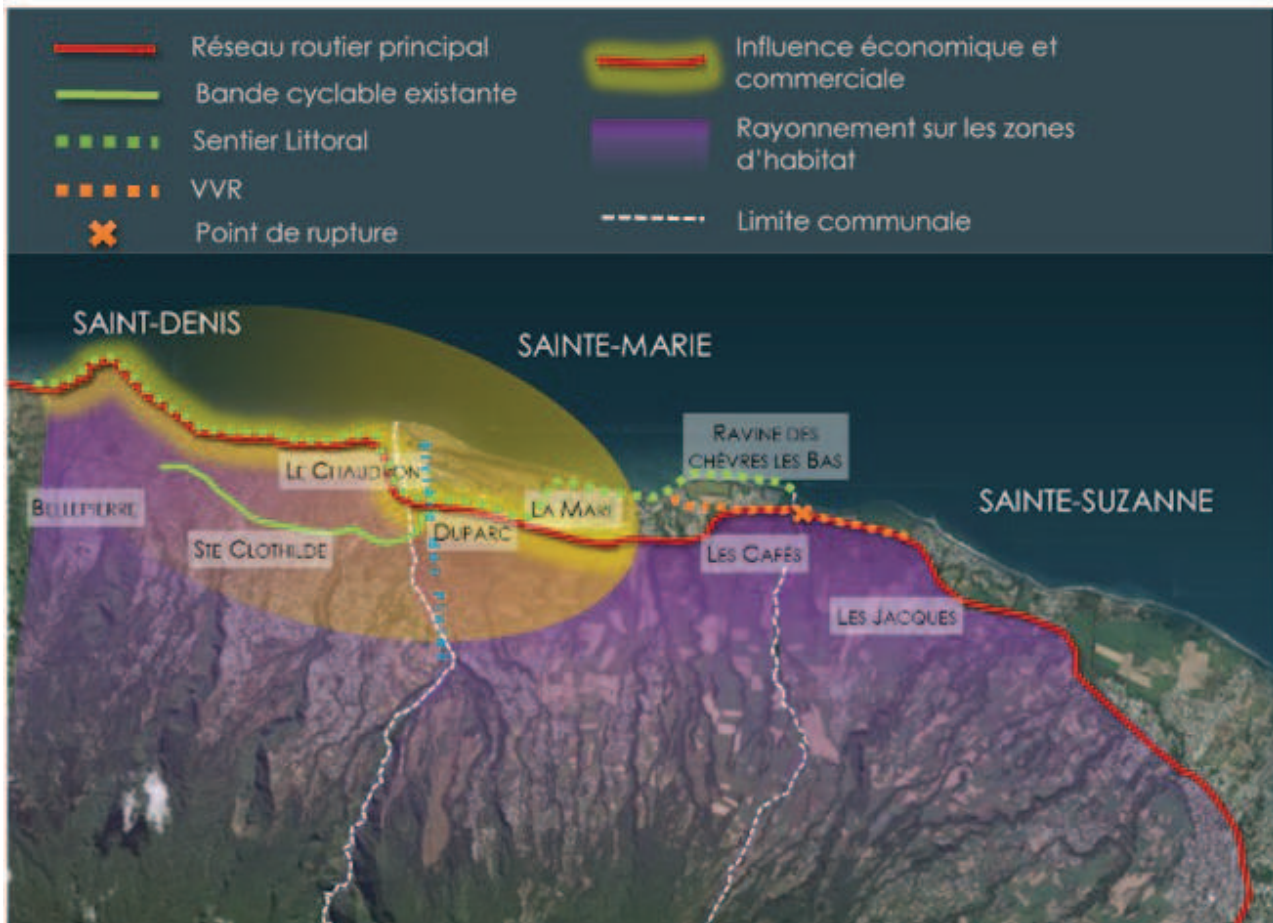 Réseau routier principal
Bande cyclable existante
Sentier Littoral
VVR
Point de rupture
Influence économique et
commerciale
Rayonnement sur les zones
d'habitat
Limite communale
SAINT-DENIS
SAINTE-MARIE
RAVINE DES
CHÈVRES LES BAS
SAINTE-SUZANNE
LE CHAUDRON
BELLEPIERRE
LA MARE
DUPARC
STE CLOTHILDE
LES CAFÉS
LES JACQUES